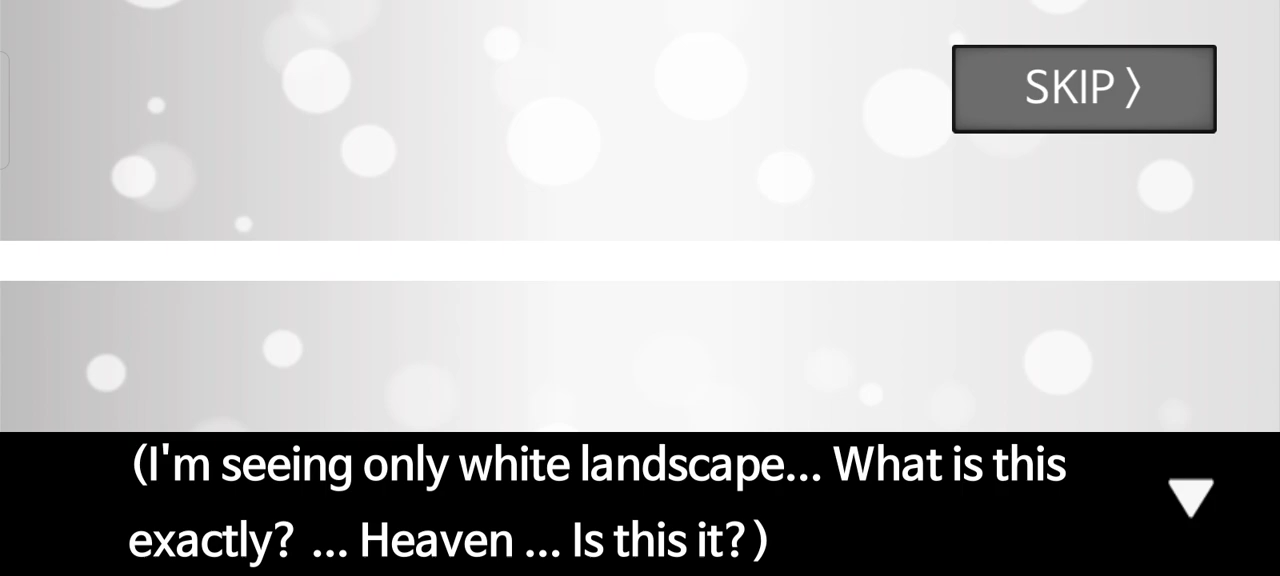 SKIP 〉
(I'm seeing only white landscape... What is this
exactly? ... Heaven ... Is this it?)